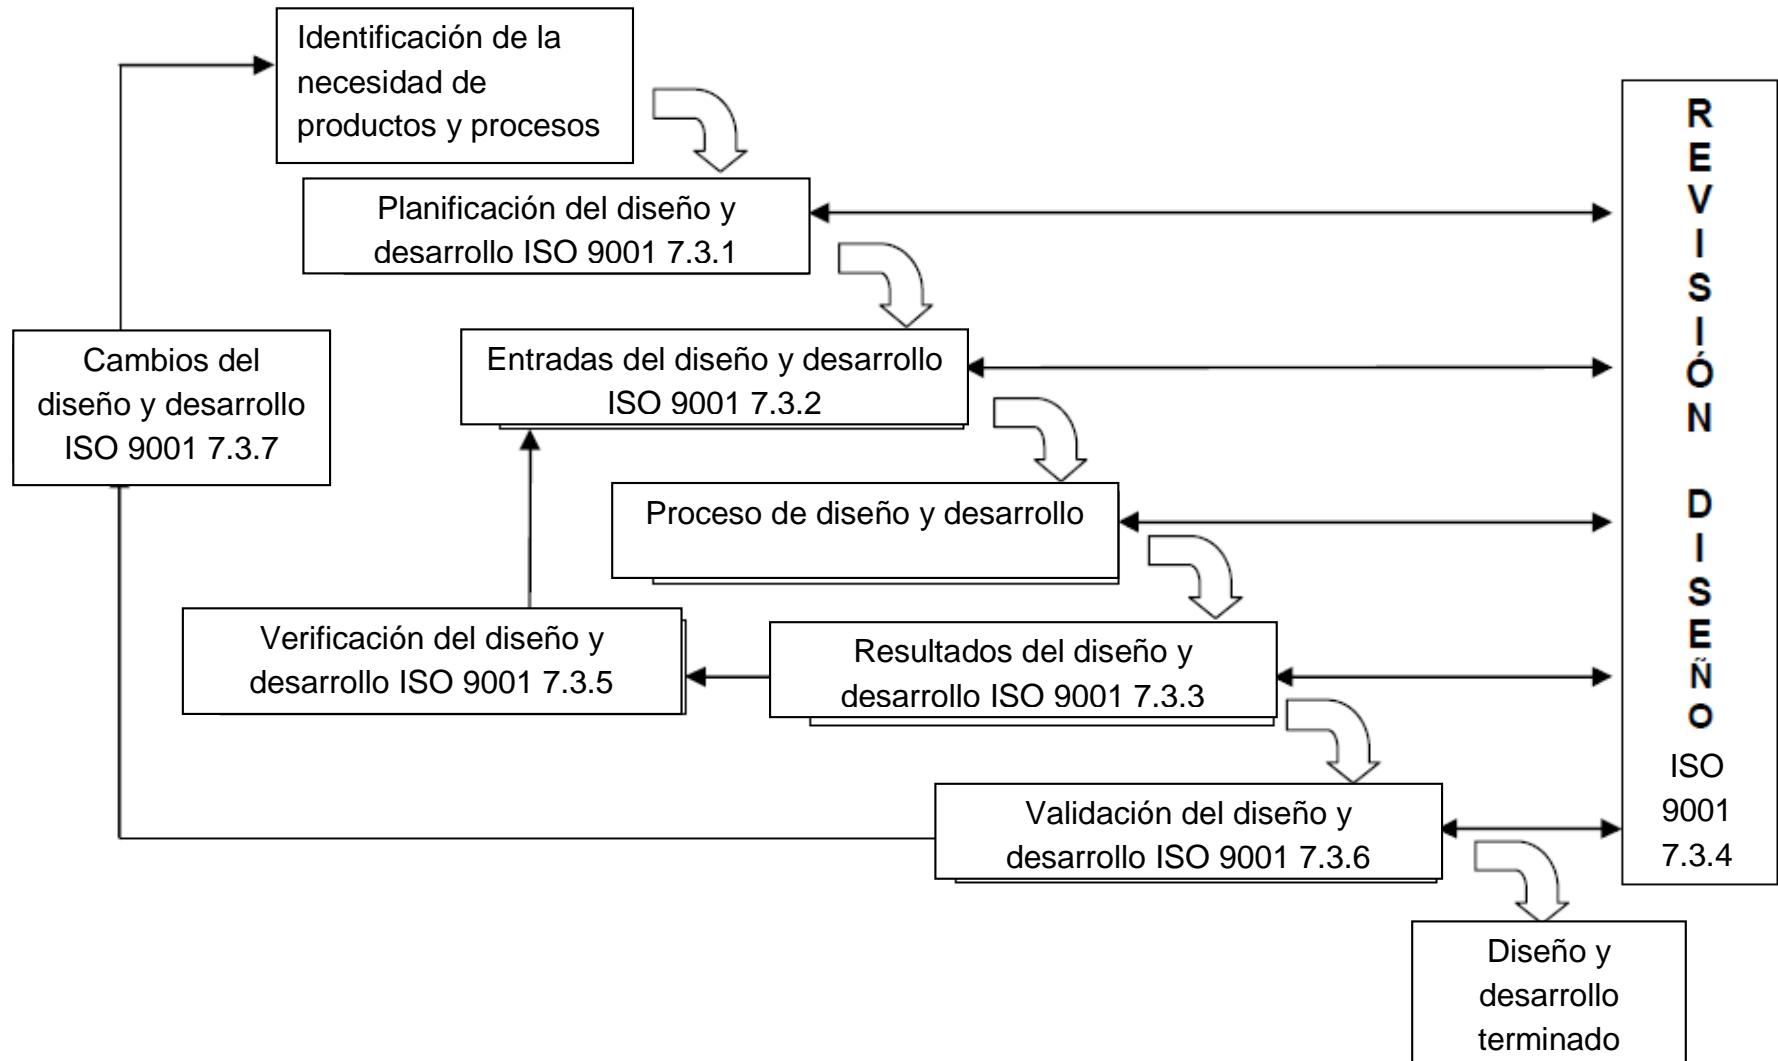 Identificación de la
necesidad de
productos y procesos
Planificación del diseño y
desarrollo ISO 9001 7.3.1
Entradas del diseño y desarrollo
ISO 9001 7.3.2
Cambios del
diseño y desarrollo
ISO 9001 7.3.7
Proceso de diseño y desarrollo
Verificación del diseño y
desarrollo ISO 9001 7.3.5
Resultados del diseño y
desarrollo ISO 9001 7.3.3
Validación del diseño y
desarrollo ISO 9001 7.3.6
Diseño y
desarrollo
terminado
REVISIÓN
DISEÑO
ISO
9001
7.3.4